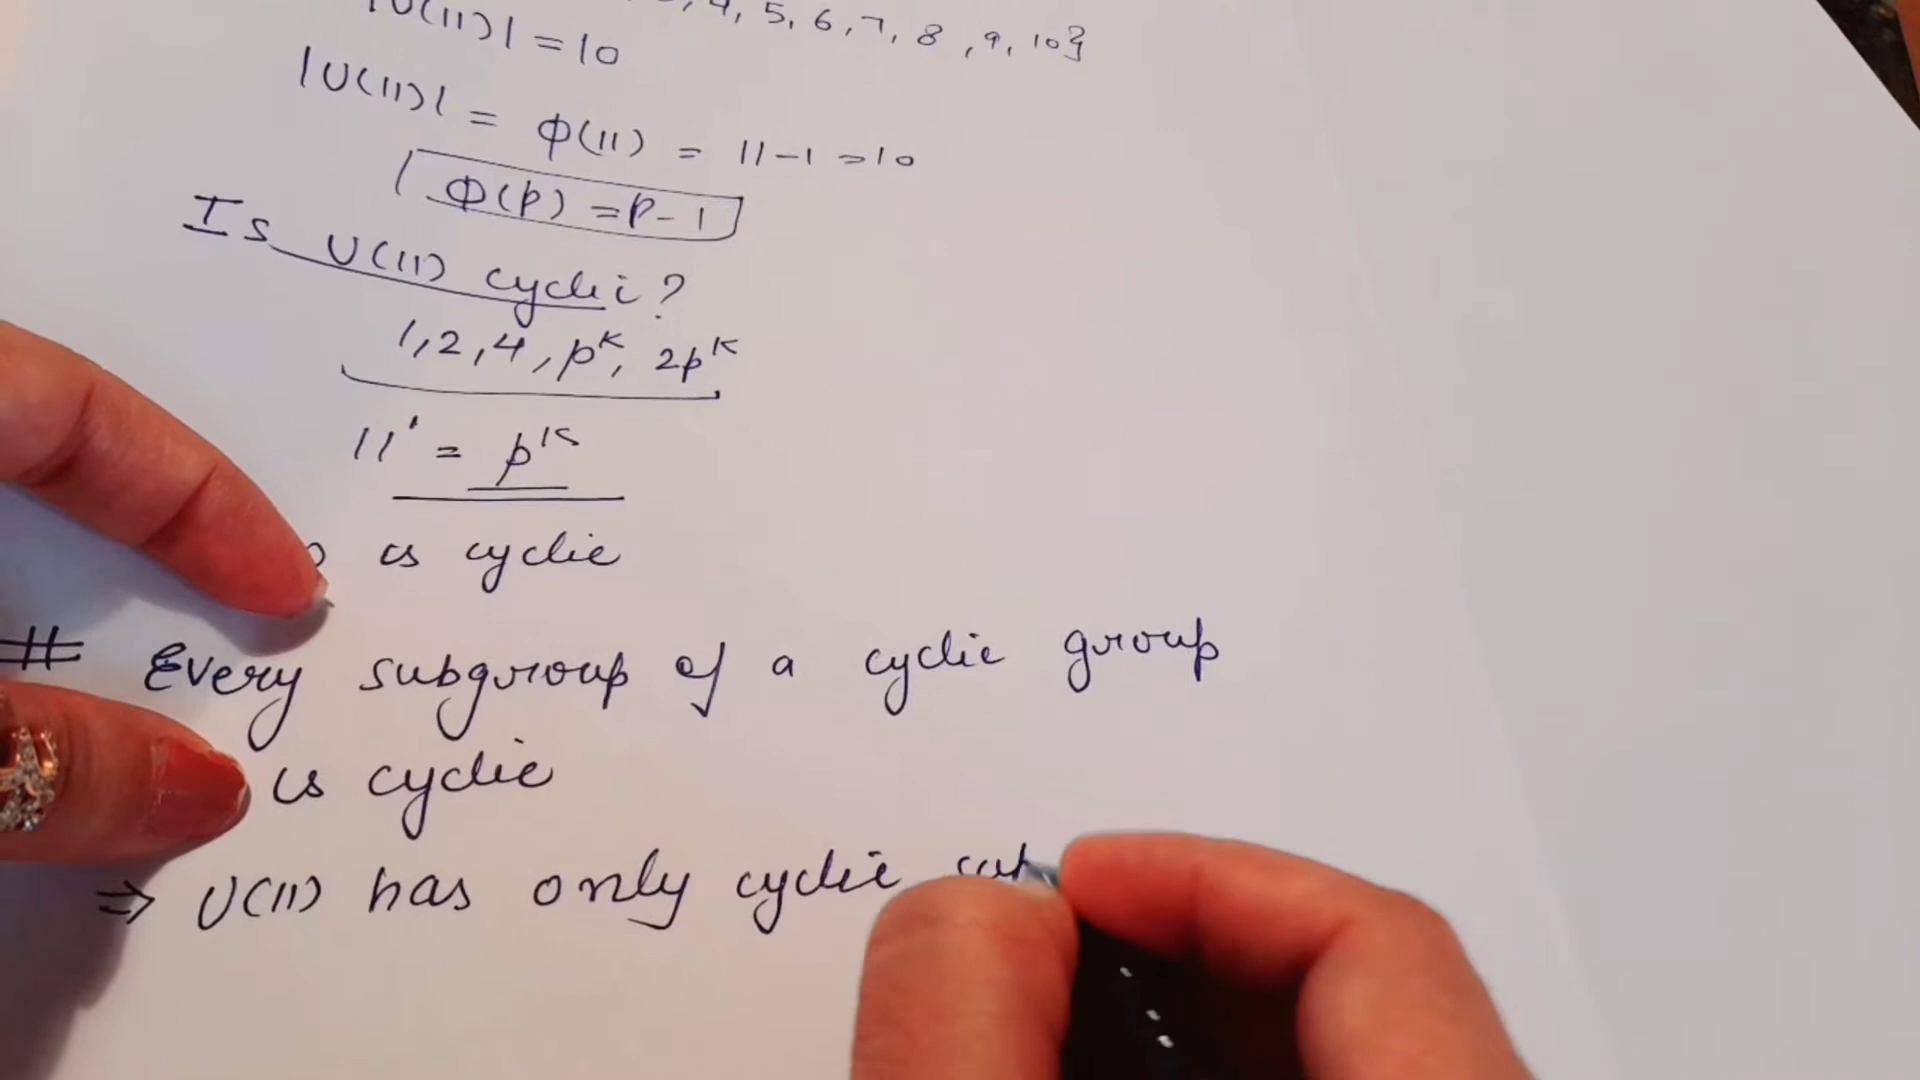 |U(11)| = 10
, 4, 5, 6, 7, 8, 9, 10}
|U(11)| = ϕ(11) = 11-1 = 10
ϕ(p) = p-1
Is U(11) cyclic?
1, 2, 4, p^k, 2p^k
11^1 = p^k
is cyclic
# Every subgroup of a cyclic group
is cyclic
⇒ U(11) has only cyclic